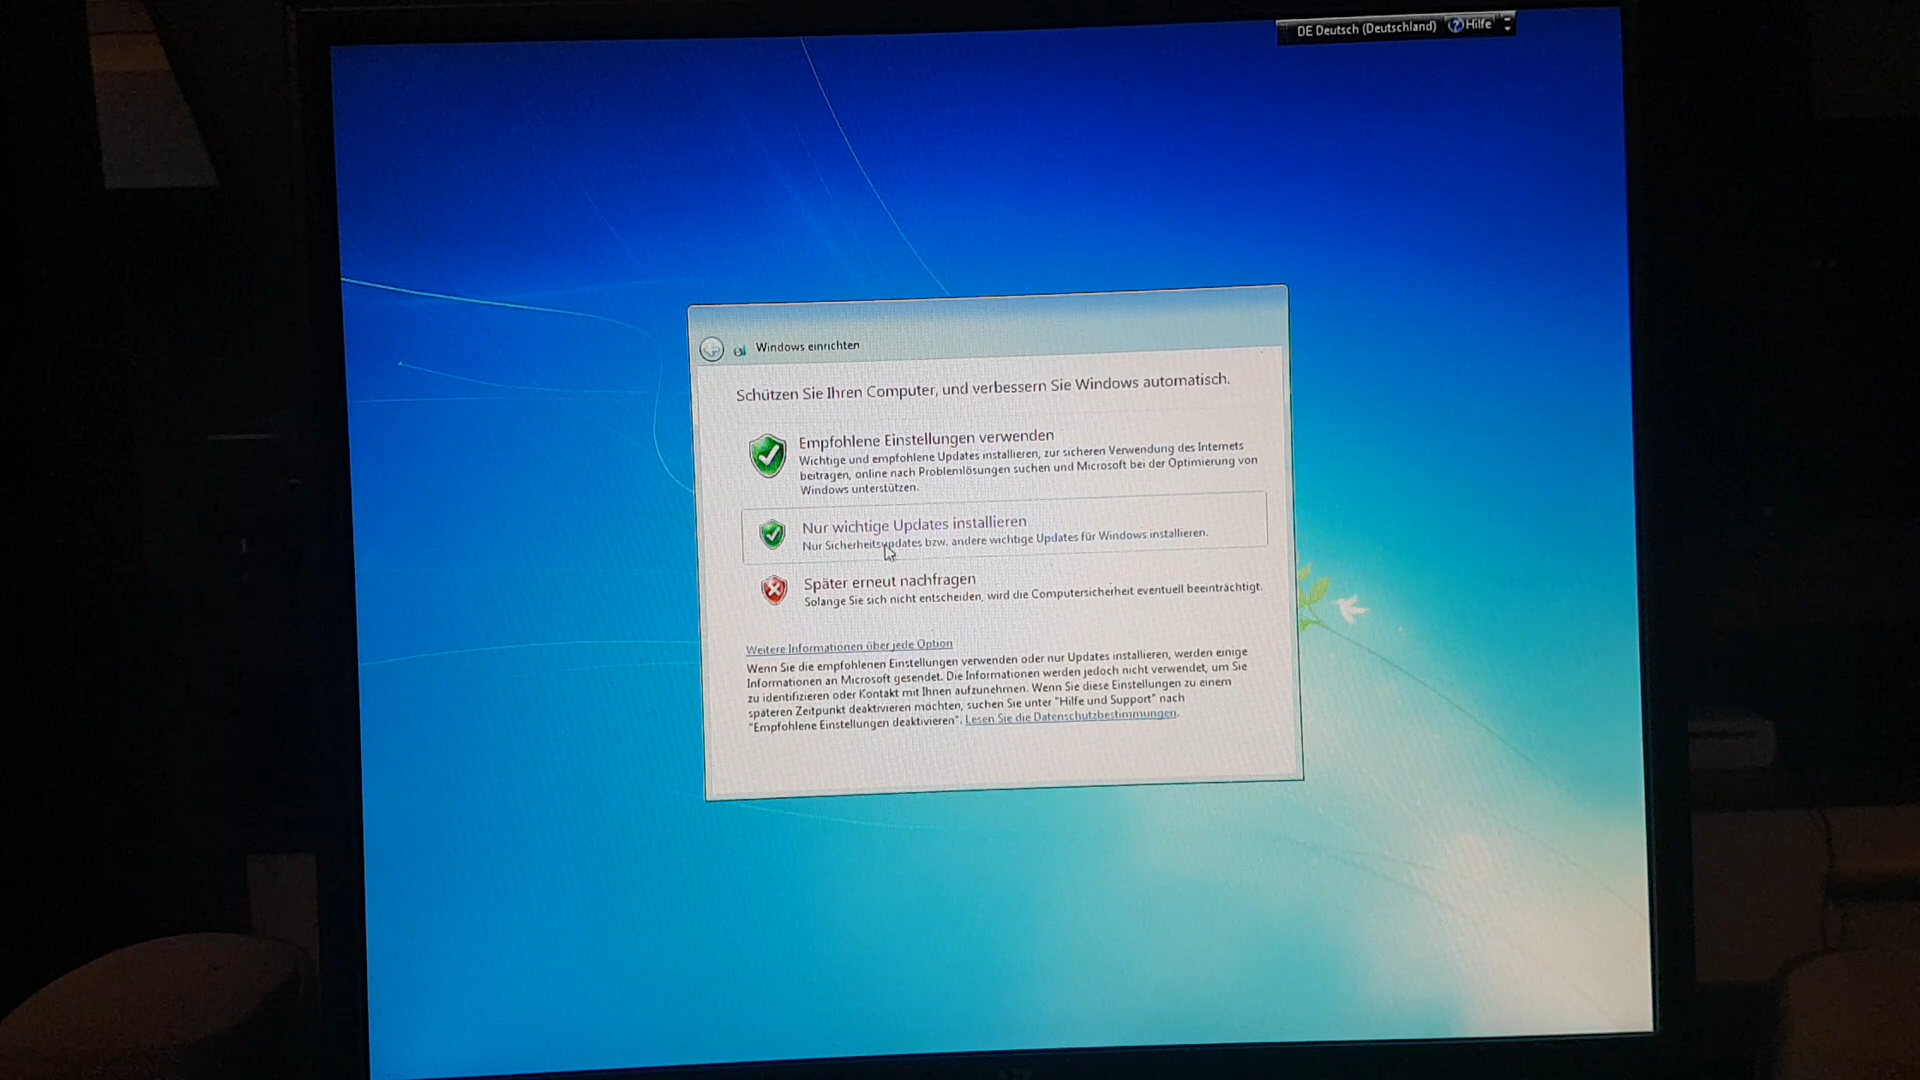 DE Deutsch (Deutschland) Hilfe
Windows einrichten
Schützen Sie Ihren Computer, und verbessern Sie Windows automatisch.
Empfohlene Einstellungen verwenden
Wichtige und empfohlene Updates installieren, zur sicheren Verwendung des Internets
beitragen, online nach Problemlösungen suchen und Microsoft bei der Optimierung von
Windows unterstützen.
Nur wichtige Updates installieren
Nur Sicherheitsupdates bzw. andere wichtige Updates für Windows installieren.
Später erneut nachfragen
Solange Sie sich nicht entscheiden, wird die Computersicherheit eventuell beeinträchtigt.
Weitere Informationen über jede Option
Wenn Sie die empfohlenen Einstellungen verwenden oder nur Updates installieren, werden einige
Informationen an Microsoft gesendet. Die Informationen werden jedoch nicht verwendet, um Sie
zu identifizieren oder Kontakt mit Ihnen aufzunehmen. Wenn Sie diese Einstellungen zu einem
späteren Zeitpunkt deaktivieren möchten, suchen Sie unter "Hilfe und Support" nach
"Empfohlene Einstellungen deaktivieren". Lesen Sie die Datenschutzbestimmungen.